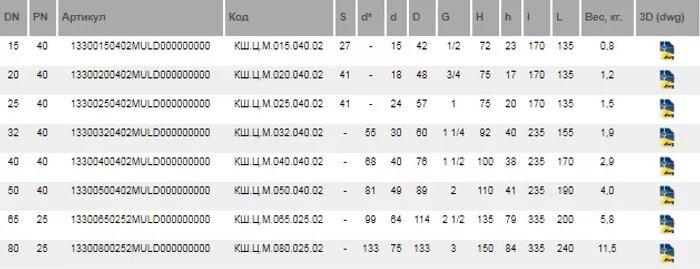 DN PN Артикул Код S d* d D G H h l L Вес, кг. 3D (dwg)
15 40 13300150402MULD000000000 КШ.Ц.М.015.040.02 27 - 15 42 1/2 72 23 170 135 0,8
20 40 13300200402MULD000000000 КШ.Ц.М.020.040.02 41 - 18 48 3/4 75 17 170 135 1,2
25 40 13300250402MULD000000000 КШ.Ц.М.025.040.02 41 - 24 57 1 75 20 170 135 1,5
32 40 13300320402MULD000000000 КШ.Ц.М.032.040.02 - 55 30 60 1 1/4 92 40 235 155 1,9
40 40 13300400402MULD000000000 КШ.Ц.М.040.040.02 - 68 40 76 1 1/2 100 38 235 170 2,9
50 40 13300500402MULD000000000 КШ.Ц.М.050.040.02 - 81 49 89 2 110 41 235 190 4,0
65 25 13300650252MULD000000000 КШ.Ц.М.065.025.02 - 99 64 114 2 1/2 135 79 335 200 5,8
80 25 13300800252MULD000000000 КШ.Ц.М.080.025.02 - 133 75 133 3 150 84 335 240 11,5